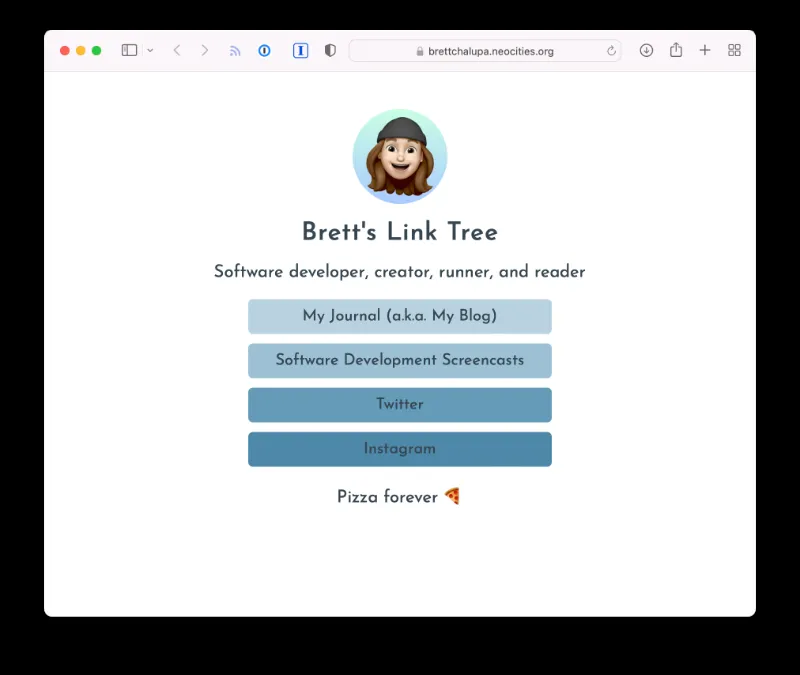 brettchalupa.neocities.org
Brett's Link Tree
Software developer, creator, runner, and reader
My Journal (a.k.a. My Blog)
Software Development Screencasts
Twitter
Instagram
Pizza forever 🍕